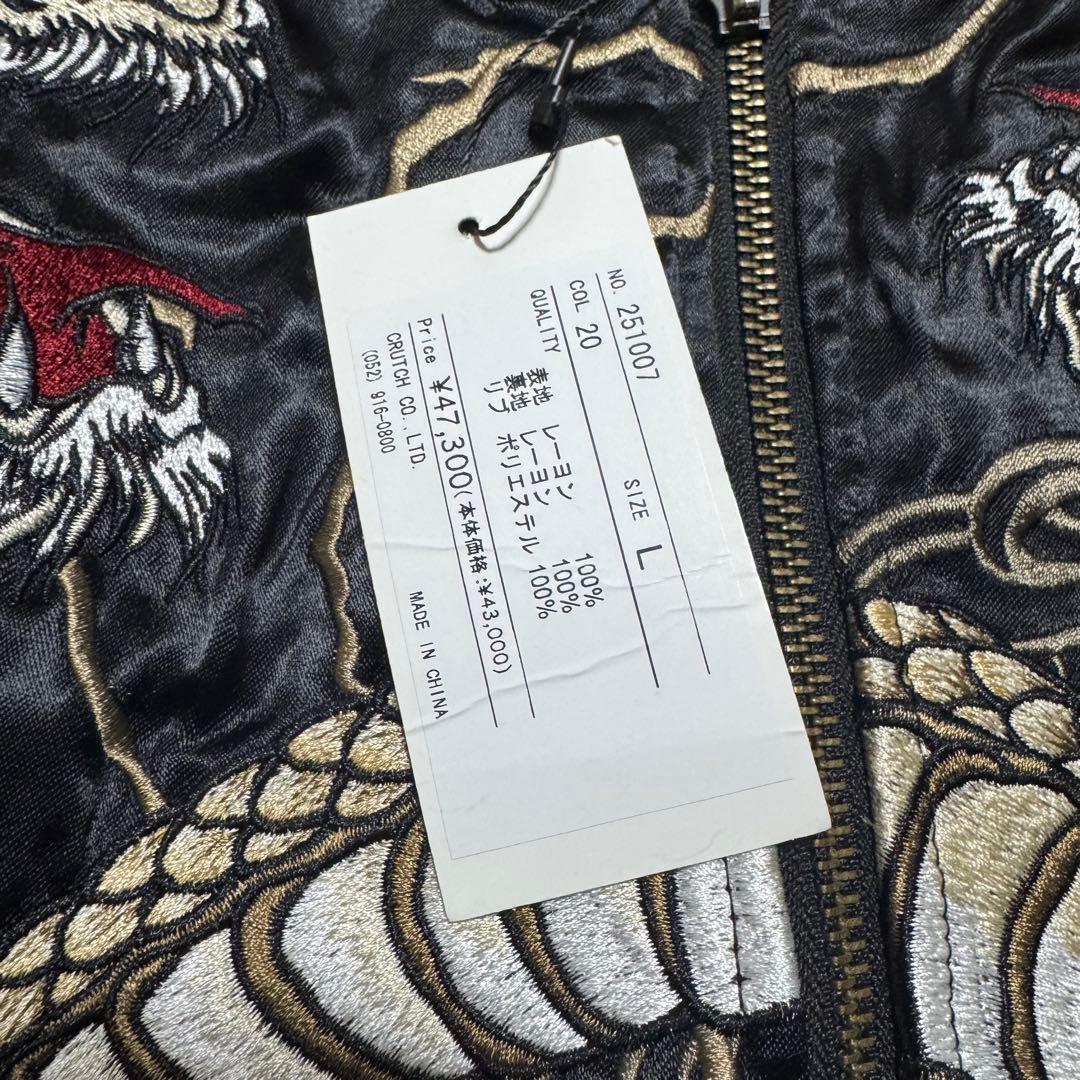 NO. 251007
COL 20 SIZE L
QUALITY
表地 レーヨン 100%
裏地 レーヨン 100%
リブ ポリエステル 100%
Price ¥47,300(本体価格:¥43,000)
CRUTCH CO.,LTD.
(052) 916-0800 MADE IN CHINA